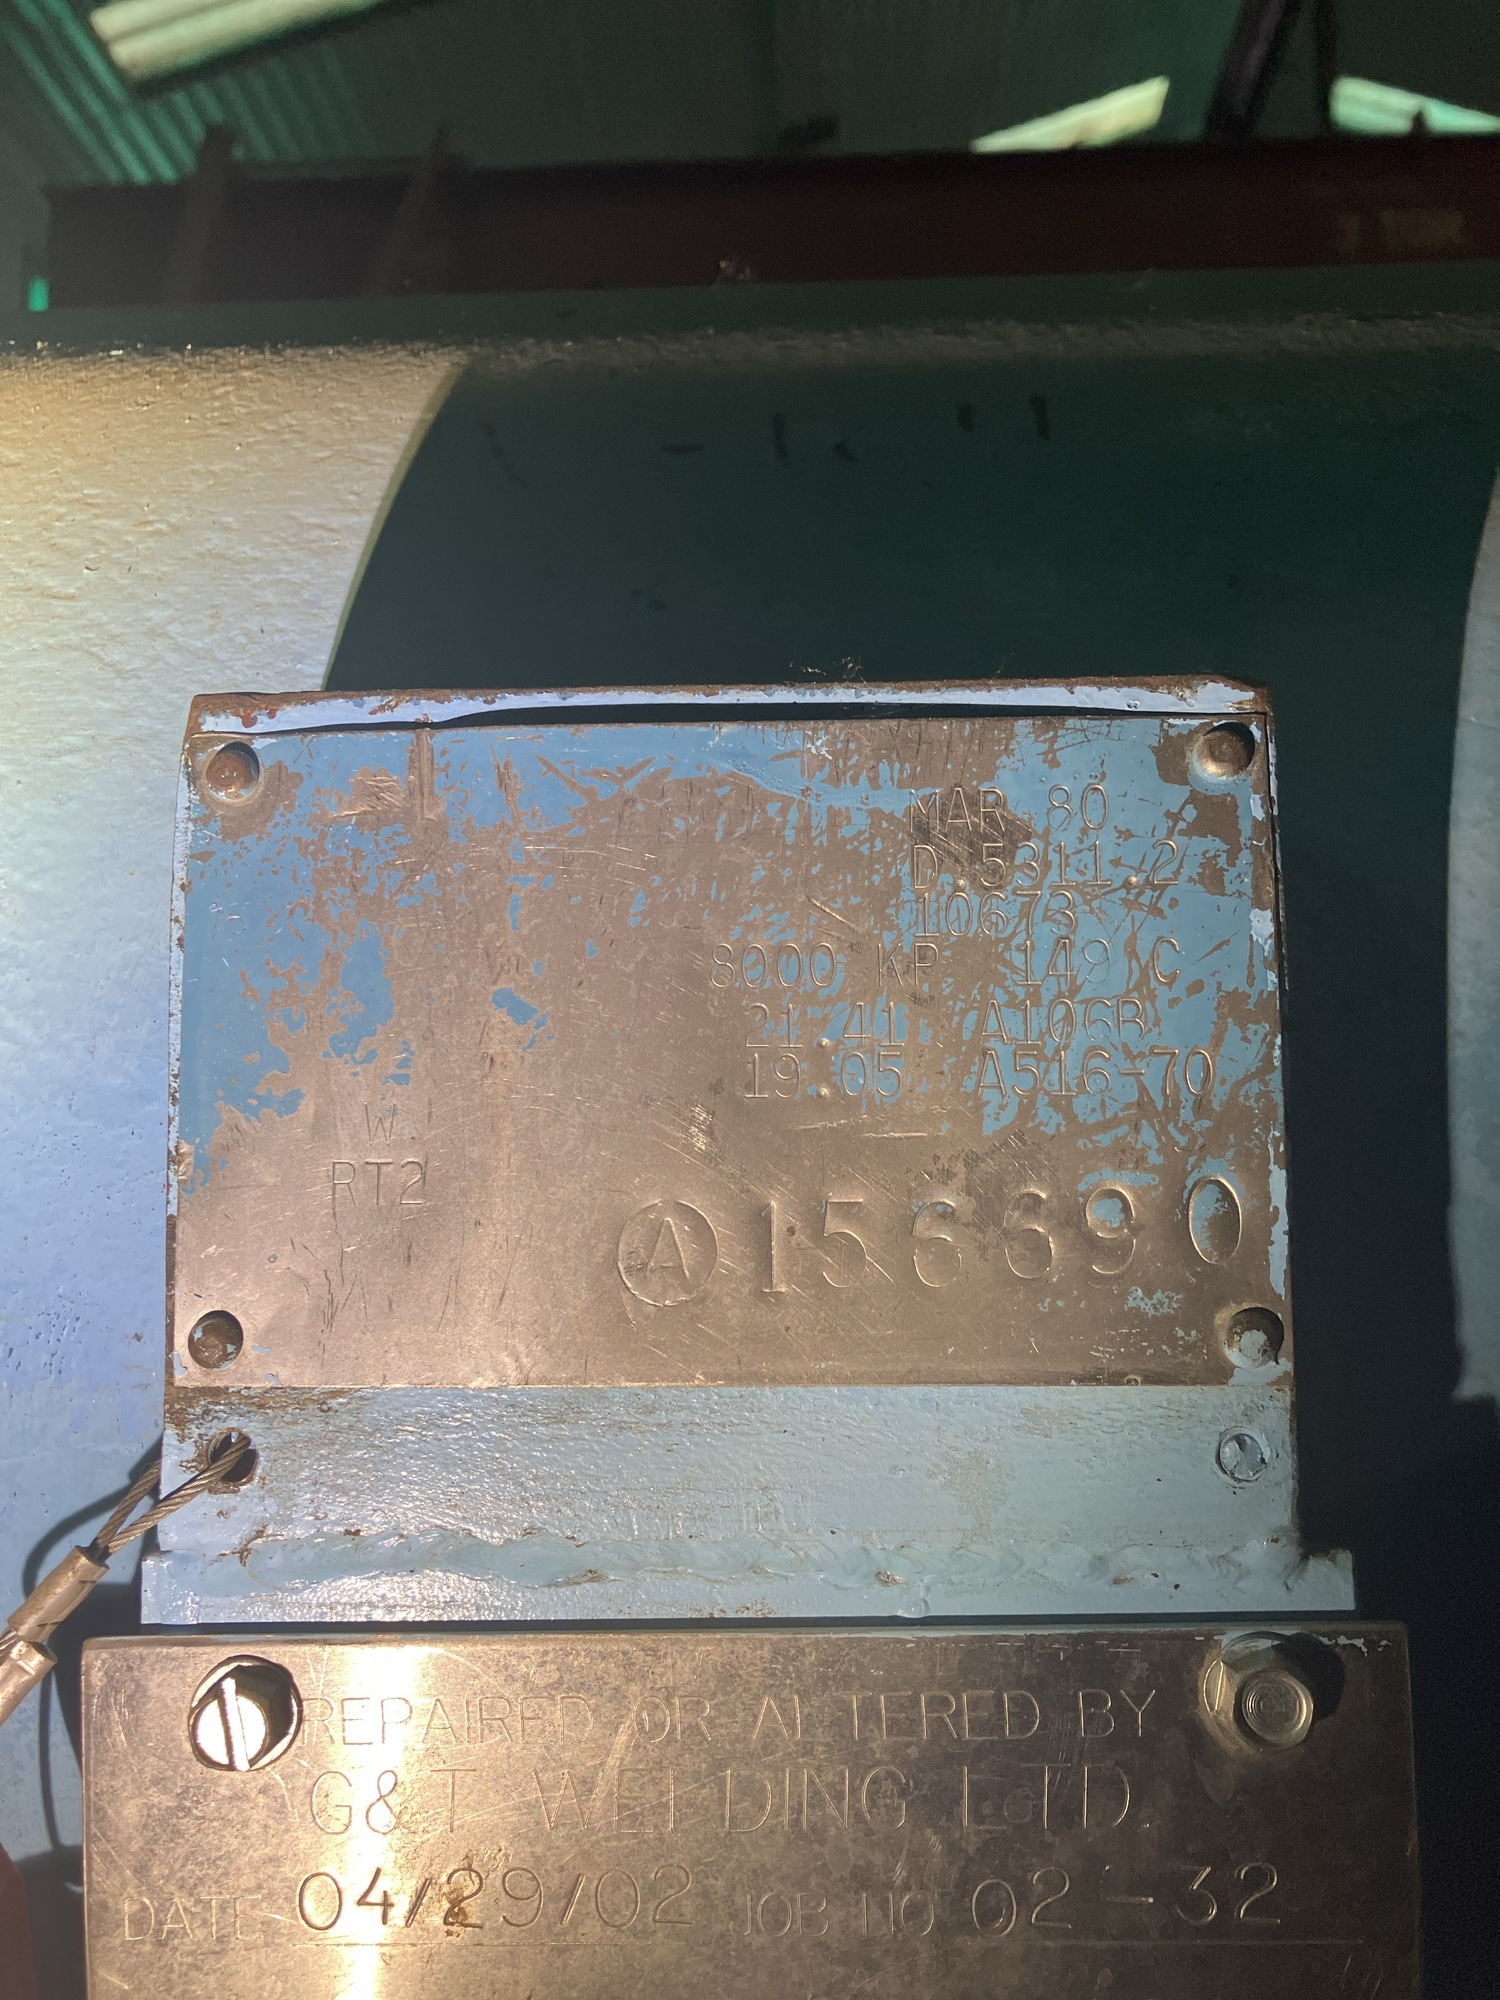 MAR 80
D.5311.2
10673
8000 KP 149 C
21.41 A106B
19.05 A516-70
W
RT2
A 156690
REPAIRED OR ALTERED BY
G&T WELDING LTD.
DATE 04/29/02 JOB NO 02-32